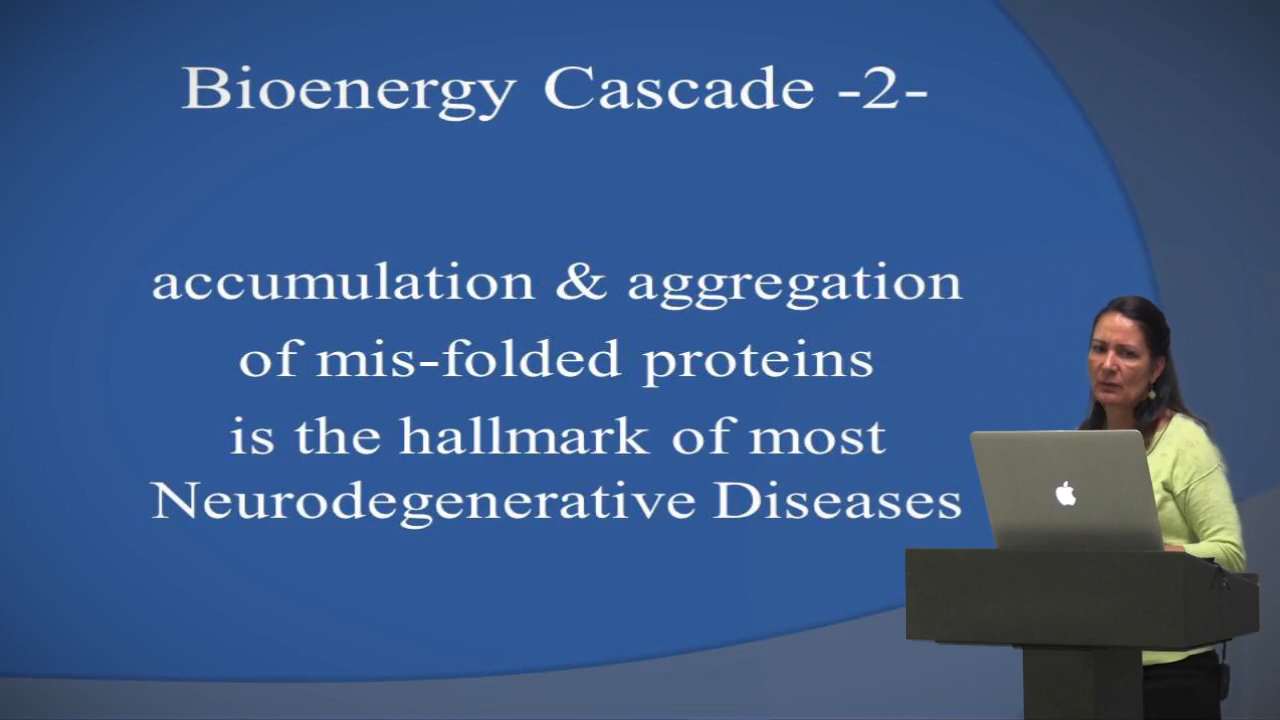 Bioenergy Cascade -2-
accumulation & aggregation
of mis-folded proteins
is the hallmark of most
Neurodegenerative Diseases